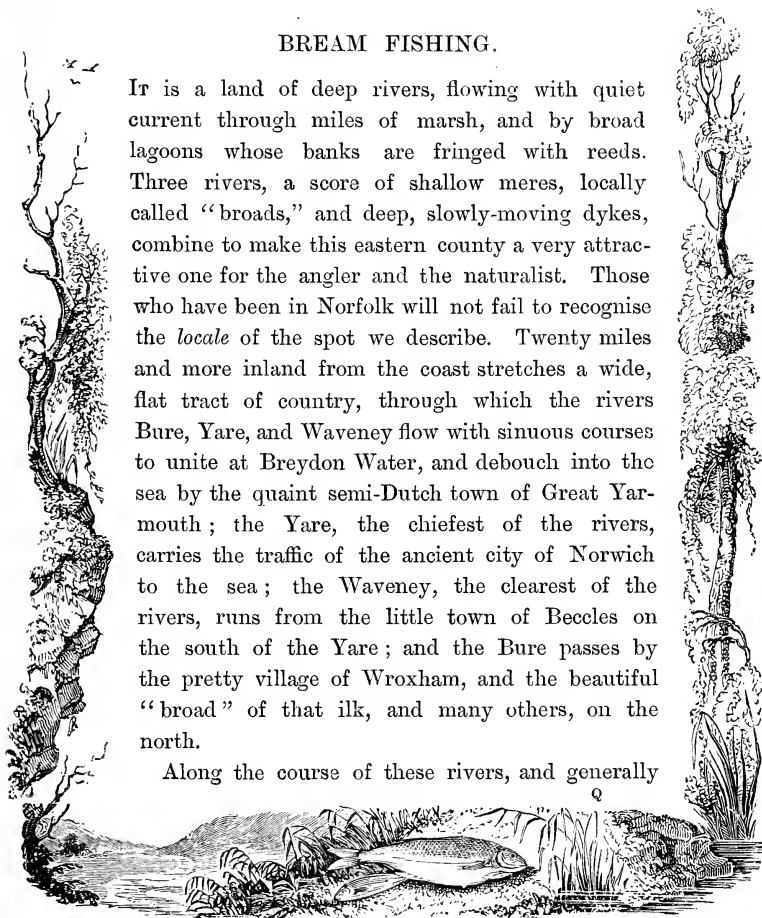 BREAM FISHING.
IT is a land of deep rivers, flowing with quiet
current through miles of marsh, and by broad
lagoons whose banks are fringed with reeds.
Three rivers, a score of shallow meres, locally
called “broads,” and deep, slowly-moving dykes,
combine to make this eastern county a very attrac-
tive one for the angler and the naturalist. Those
who have been in Norfolk will not fail to recognise
the locale of the spot we describe. Twenty miles
and more inland from the coast stretches a wide,
flat tract of country, through which the rivers
Bure, Yare, and Waveney flow with sinuous courses
to unite at Breydon Water, and debouch into the
sea by the quaint semi-Dutch town of Great Yar-
mouth ; the Yare, the chiefest of the rivers,
carries the traffic of the ancient city of Norwich
to the sea ; the Waveney, the clearest of the
rivers, runs from the little town of Beccles on
the south of the Yare ; and the Bure passes by
the pretty village of Wroxham, and the beautiful
“broad” of that ilk, and many others, on the
north.
Along the course of these rivers, and generally
Q